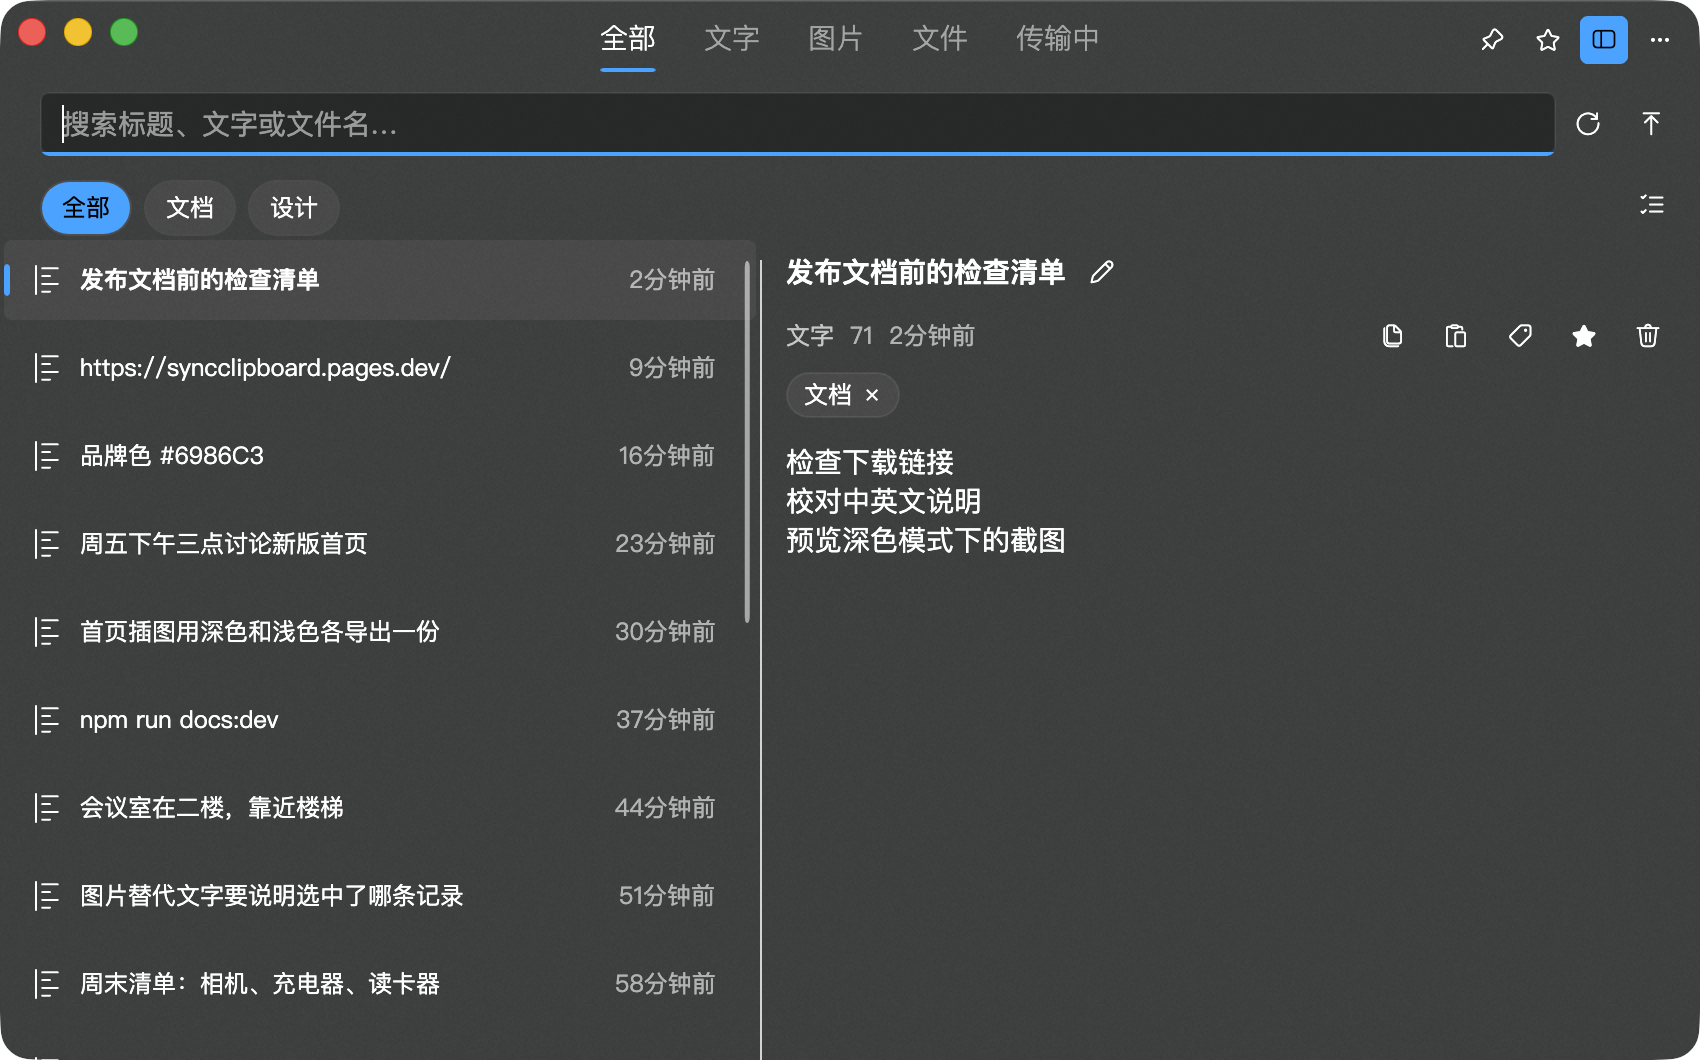 全部 文字 图片 文件 传输中
搜索标题、文字或文件名...
全部 文档 设计
发布文档前的检查清单 2分钟前
https://syncclipboard.pages.dev/ 9分钟前
品牌色 #6986C3 16分钟前
周五下午三点讨论新版首页 23分钟前
首页插图用深色和浅色各导出一份 30分钟前
npm run docs:dev 37分钟前
会议室在二楼，靠近楼梯 44分钟前
图片替代文字要说明选中了哪条记录 51分钟前
周末清单：相机、充电器、读卡器 58分钟前
发布文档前的检查清单
文字 71 2分钟前
文档 ×
检查下载链接
校对中英文说明
预览深色模式下的截图